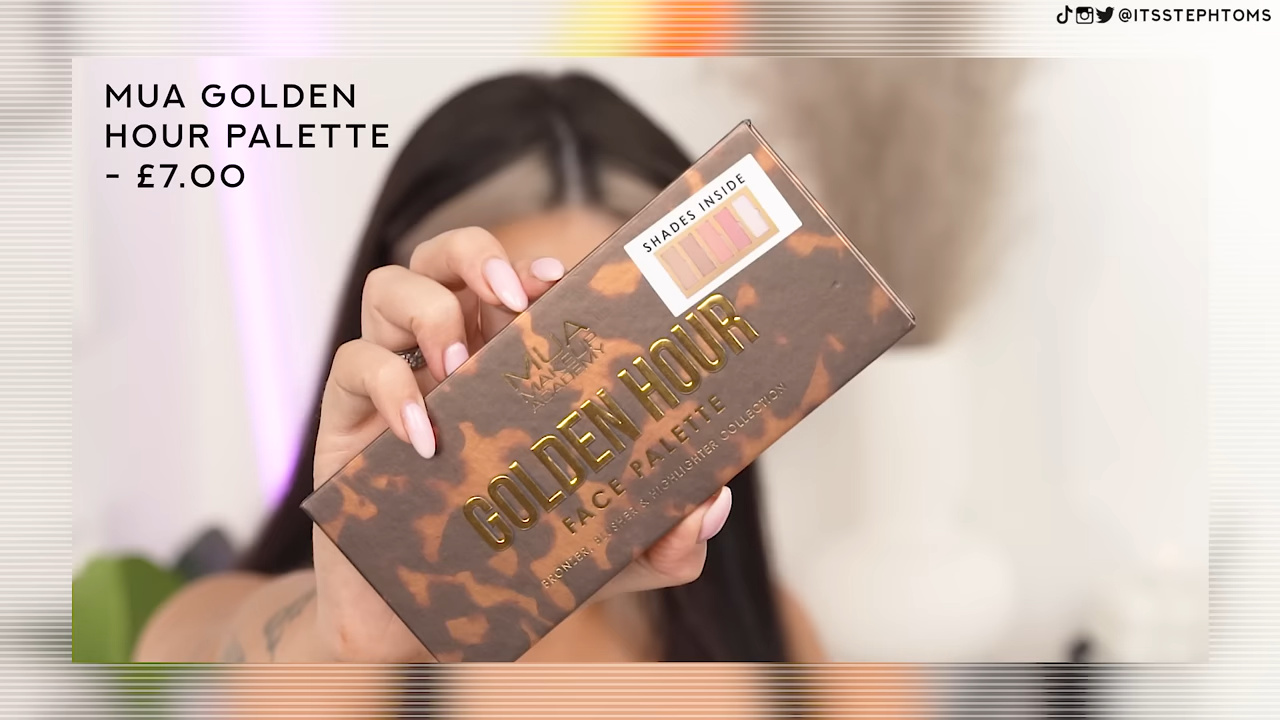 @ITSSTEPHTOMS
MUA GOLDEN
HOUR PALETTE
- £7.00
SHADES INSIDE
MUA
MAKEUP
ACADEMY
GOLDEN HOUR
FACE PALETTE
BRONZER, BLUSHER & HIGHLIGHTER COLLECTION